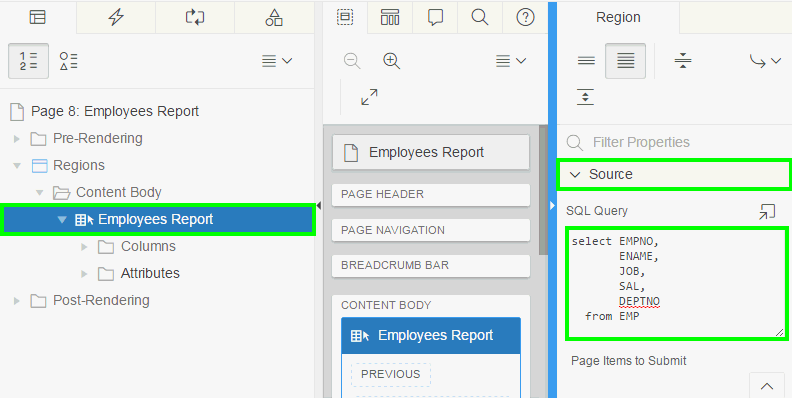 Page 8: Employees Report
Pre-Rendering
Regions
Content Body
Employees Report
Columns
Attributes
Post-Rendering
Employees Report
PAGE HEADER
PAGE NAVIGATION
BREADCRUMB BAR
CONTENT BODY
Employees Report
PREVIOUS
Region
Filter Properties
Source
SQL Query
select EMPNO,
ENAME,
JOB,
SAL,
DEPTNO
from EMP
Page Items to Submit